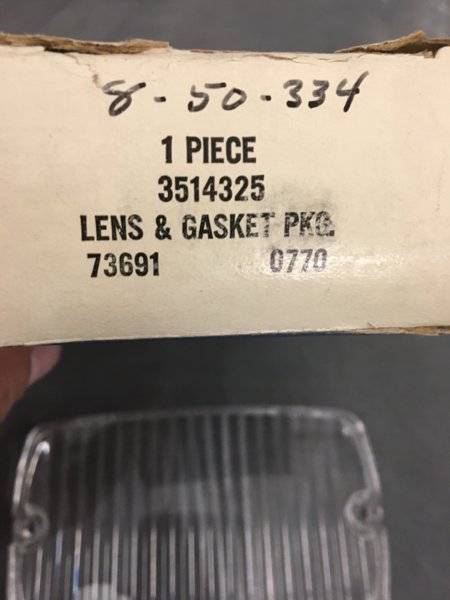 8-50-334
1 PIECE
3514325
LENS & GASKET PKG.
73691 0770